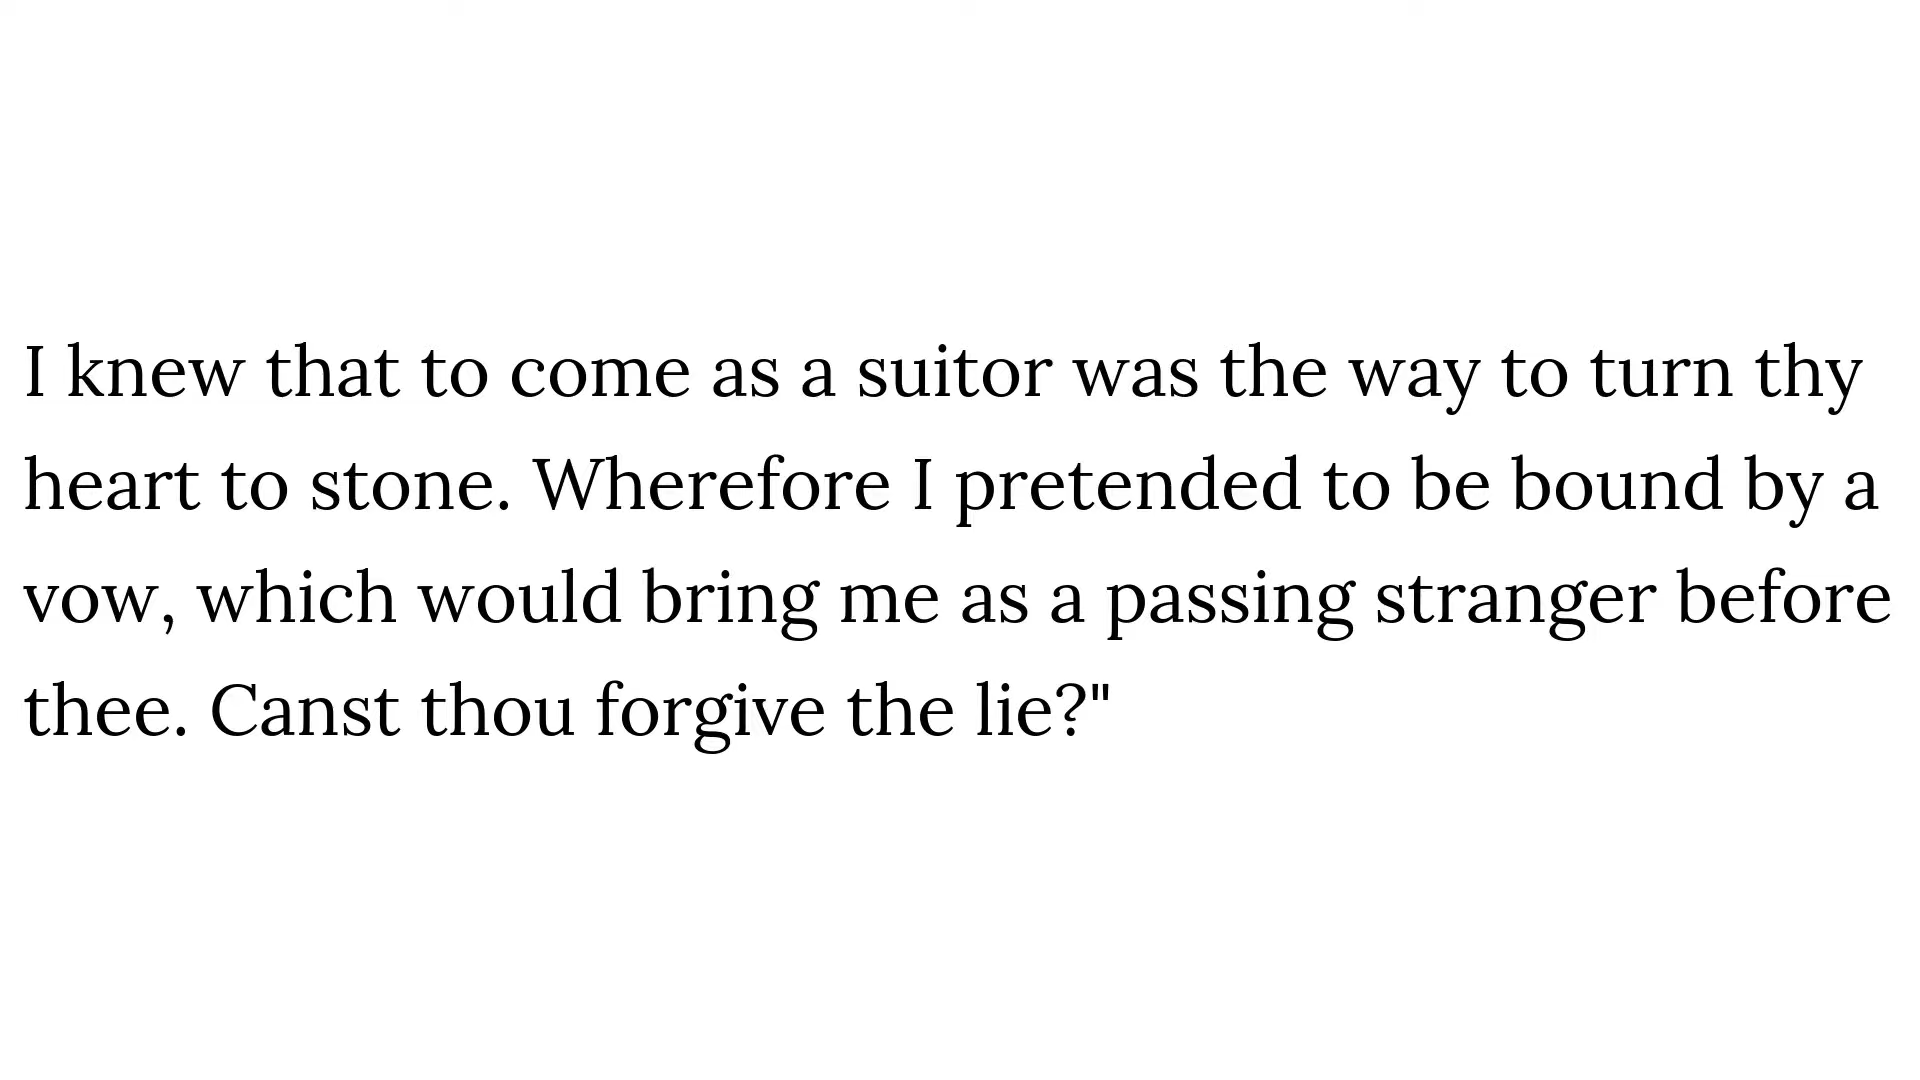 I knew that to come as a suitor was the way to turn thy
heart to stone. Wherefore I pretended to be bound by a
vow, which would bring me as a passing stranger before
thee. Canst thou forgive the lie?"